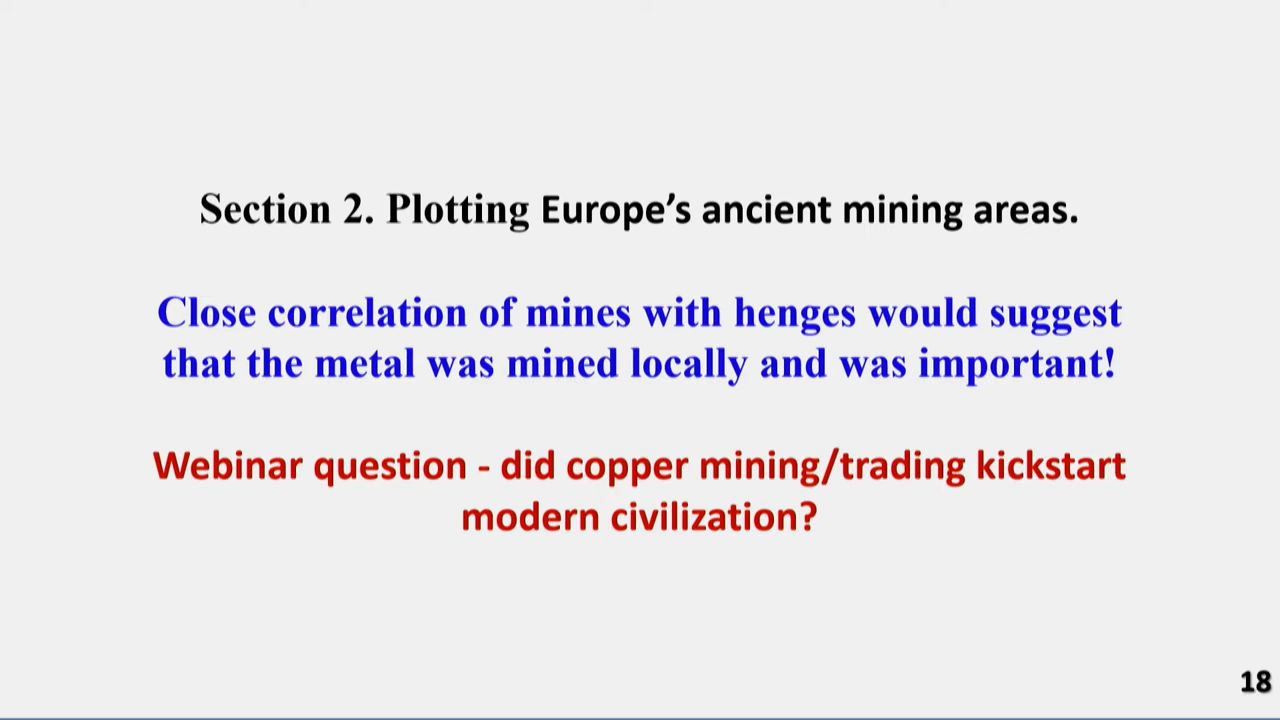 Section 2. Plotting Europe’s ancient mining areas.
Close correlation of mines with henges would suggest
that the metal was mined locally and was important!
Webinar question - did copper mining/trading kickstart
modern civilization?
18